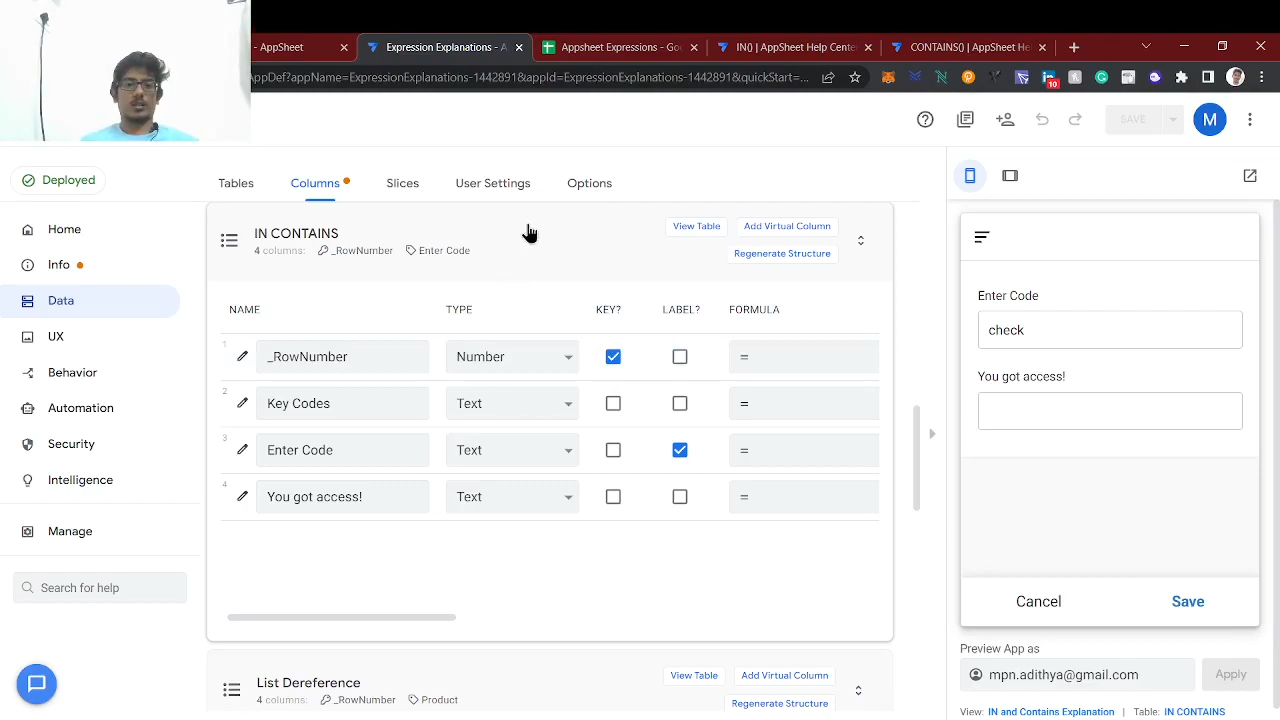 - AppSheet
Expression Explanations - A
Appsheet Expressions - Go
IN() | AppSheet Help Center
CONTAINS() | AppSheet He
AppDef?appName=ExpressionExplanations-1442891&appId=ExpressionExplanations-1442891&quickStart=...
10
SAVE
M
Deployed
Home
Info
Data
UX
Behavior
Automation
Security
Intelligence
Manage
Search for help
Tables
Columns
Slices
User Settings
Options
IN CONTAINS
4 columns: _RowNumber Enter Code
View Table
Add Virtual Column
Regenerate Structure
NAME TYPE KEY? LABEL? FORMULA
1 _RowNumber Number =
2 Key Codes Text =
3 Enter Code Text =
4 You got access! Text =
List Dereference
4 columns: _RowNumber Product
View Table
Add Virtual Column
Regenerate Structure
Enter Code
check
You got access!
Cancel
Save
Preview App as
mpn.adithya@gmail.com
Apply
View: IN and Contains Explanation | Table: IN CONTAINS